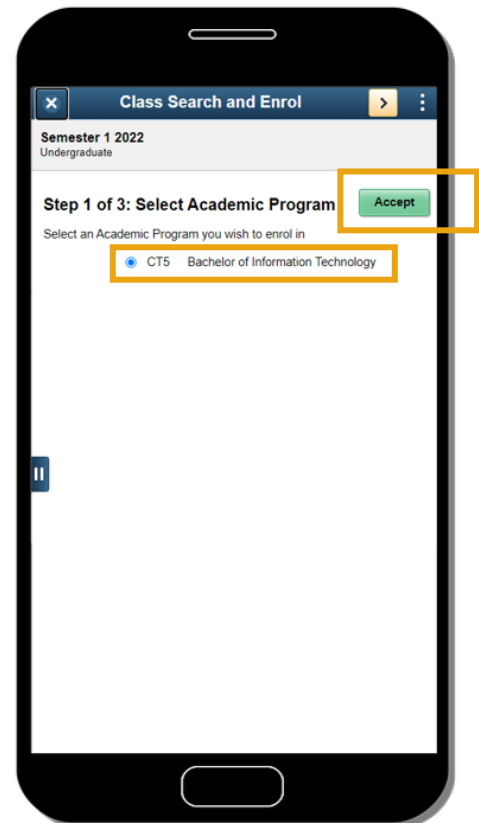 Class Search and Enrol
Semester 1 2022
Undergraduate
Step 1 of 3: Select Academic Program
Accept
Select an Academic Program you wish to enrol in
CT5 Bachelor of Information Technology